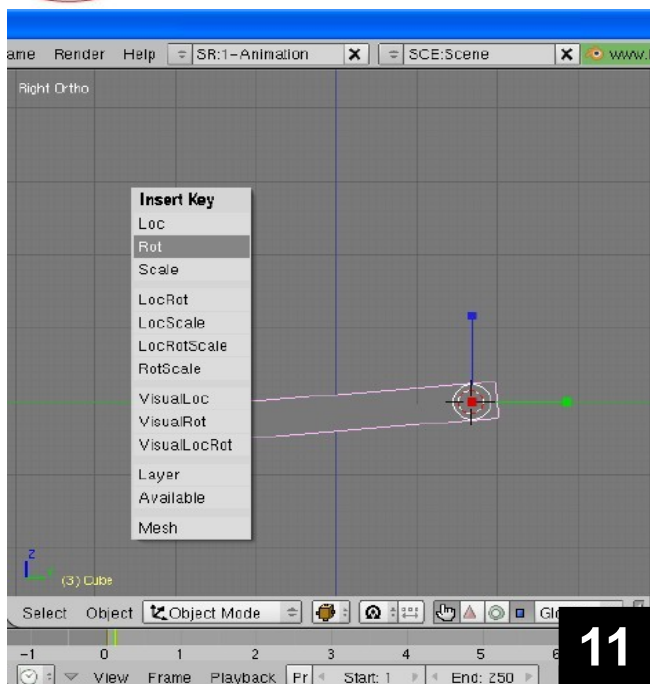 ame Render Help SR:1-Animation X SCE:Scene X www.
Right Ortho
Insert Key
Loc
Rot
Scale
LocRot
LocScale
LocRotScale
RotScale
VisualLoc
VisualRot
VisualLocRot
Layer
Available
Mesh
z
(3) Cube
Select Object Object Mode Glo
-1 0 1 2 3 4 5 6
View Frame Playback Pr Start: 1 End: 250
11